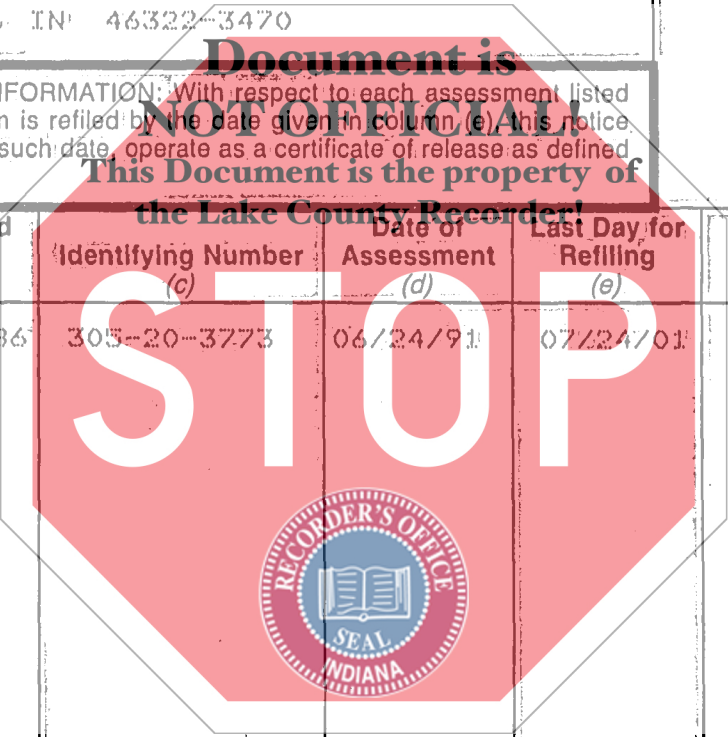 IN 46322-3470
Document is
NFORMATION: With respect to each assessment listed
NOT OFFICIAL!
n is refiled by the date given in column (e), this notice
such date, operate as a certificate of release as defined
This Document is the property of
the Lake County Recorder!
d Identifying Number (c) Date of Assessment (d) Last Day for Refiling (e)
86 305-20-3773 06/24/91 07/24/01
STOP
RECORDER'S OFFICE
SEAL
INDIANA